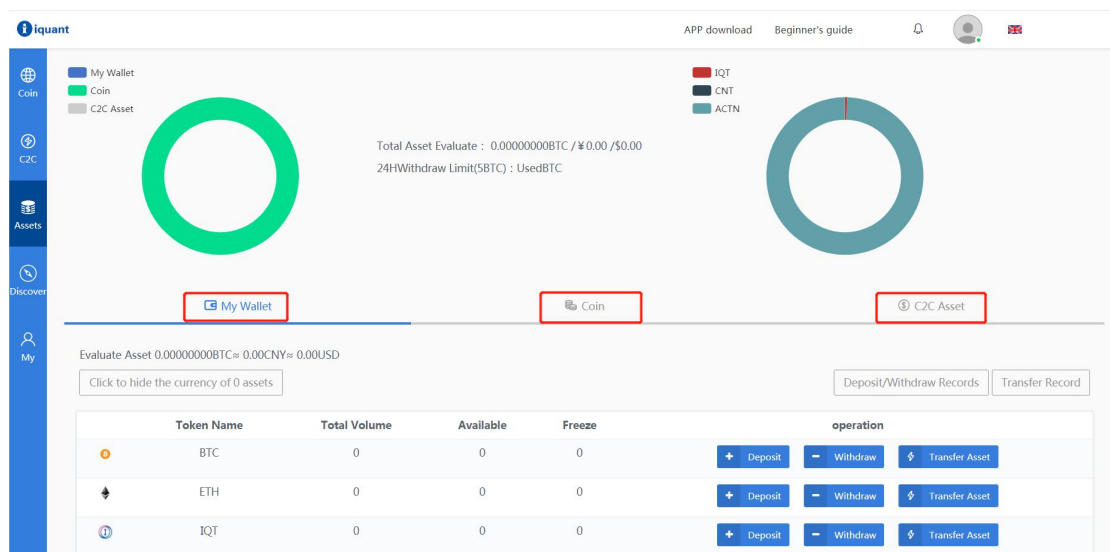 iquant
APP download Beginner's guide
Coin
C2C
Assets
Discover
My
My Wallet
Coin
C2C Asset
Total Asset Evaluate : 0.00000000BTC / ¥ 0.00 /$0.00
24HWithdraw Limit(5BTC) : UsedBTC
IQT
CNT
ACTN
My Wallet Coin C2C Asset
Evaluate Asset 0.00000000BTC≈ 0.00CNY≈ 0.00USD
Click to hide the currency of 0 assets Deposit/Withdraw Records Transfer Record
Token Name Total Volume Available Freeze operation
BTC 0 0 0 + Deposit − Withdraw Transfer Asset
ETH 0 0 0 + Deposit − Withdraw Transfer Asset
IQT 0 0 0 + Deposit − Withdraw Transfer Asset